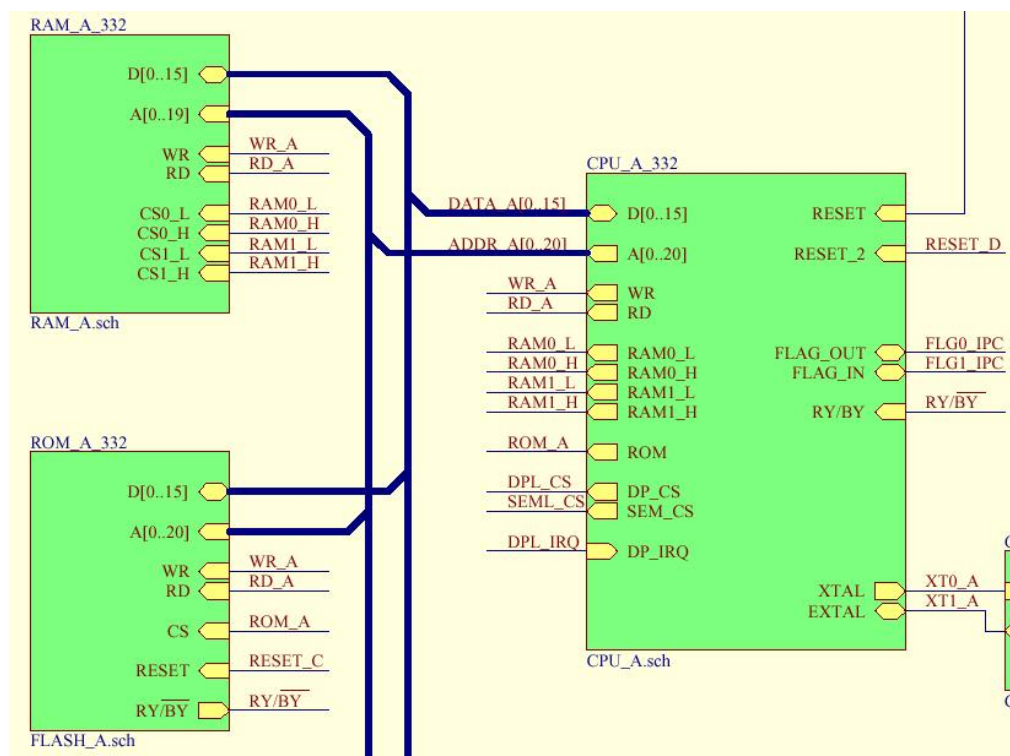 RAM_A_332
D[0..15]
A[0..19]
WR WR_A
RD RD_A
CS0_L RAM0_L
CS0_H RAM0_H
CS1_L RAM1_L
CS1_H RAM1_H
RAM_A.sch
ROM_A_332
D[0..15]
A[0..20]
WR WR_A
RD RD_A
CS ROM_A
RESET RESET_C
RY/BY RY/BY
FLASH_A.sch
CPU_A_332
DATA_A[0..15] D[0..15] RESET
ADDR_A[0..20] A[0..20] RESET_2 RESET_D
WR_A WR
RD_A RD
RAM0_L RAM0_L FLAG_OUT FLG0_IPC
RAM0_H RAM0_H FLAG_IN FLG1_IPC
RAM1_L RAM1_L
RAM1_H RAM1_H RY/BY RY/BY
ROM_A ROM
DPL_CS DP_CS
SEML_CS SEM_CS
DPL_IRQ DP_IRQ
XTAL XT0_A
EXTAL XT1_A
CPU_A.sch